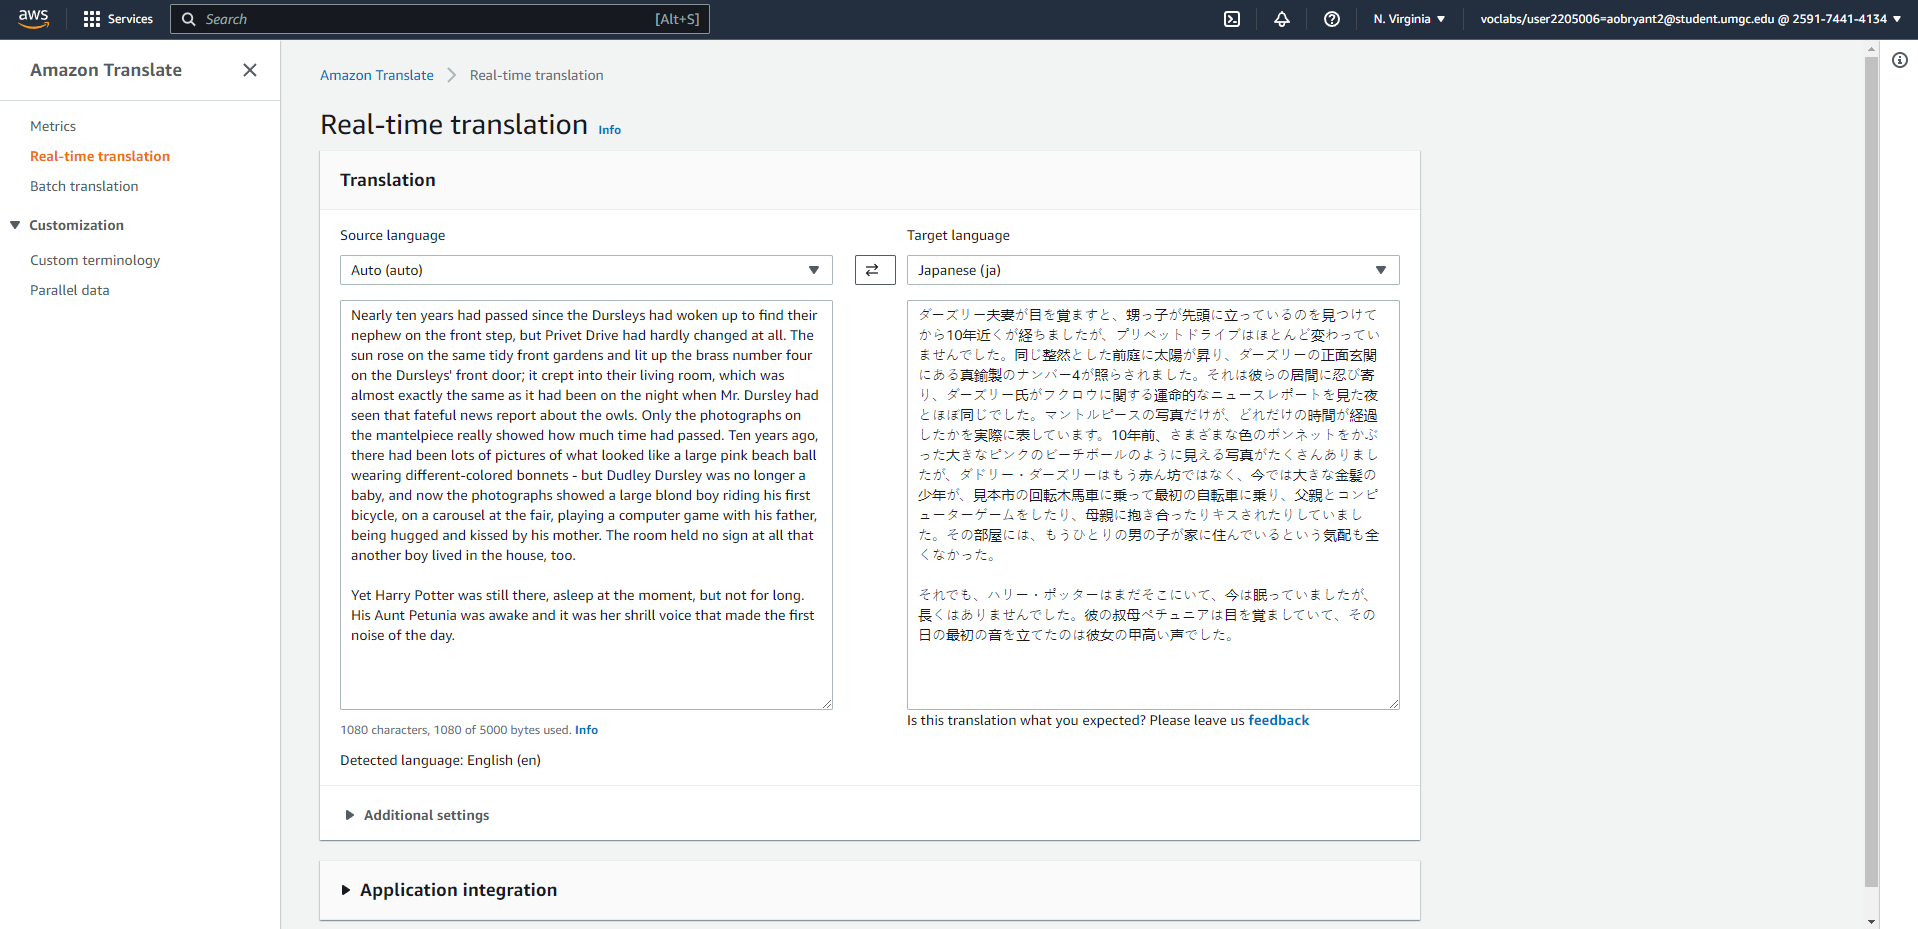 aws
Services
Search
[Alt+S]
N. Virginia
voclabs/user2205006=aobryant2@student.umgc.edu @ 2591-7441-4134
Amazon Translate
Metrics
Real-time translation
Batch translation
Customization
Custom terminology
Parallel data
Amazon Translate
Real-time translation
Real-time translation Info
Translation
Source language
Auto (auto)
Nearly ten years had passed since the Dursleys had woken up to find their
nephew on the front step, but Privet Drive had hardly changed at all. The
sun rose on the same tidy front gardens and lit up the brass number four
on the Dursleys' front door; it crept into their living room, which was
almost exactly the same as it had been on the night when Mr. Dursley had
seen that fateful news report about the owls. Only the photographs on
the mantelpiece really showed how much time had passed. Ten years ago,
there had been lots of pictures of what looked like a large pink beach ball
wearing different-colored bonnets - but Dudley Dursley was no longer a
baby, and now the photographs showed a large blond boy riding his first
bicycle, on a carousel at the fair, playing a computer game with his father,
being hugged and kissed by his mother. The room held no sign at all that
another boy lived in the house, too.
Yet Harry Potter was still there, asleep at the moment, but not for long.
His Aunt Petunia was awake and it was her shrill voice that made the first
noise of the day.
1080 characters, 1080 of 5000 bytes used. Info
Detected language: English (en)
Target language
Japanese (ja)
ダーズリー夫妻が目を覚ますと、甥っ子が先頭に立っているのを見つけて
から10年近くが経ちましたが、プリベットドライブはほとんど変わってい
ませんでした。同じ整然とした前庭に太陽が昇り、ダーズリーの正面玄関
にある真鍮製のナンバー4が照らされました。それは彼らの居間に忍び寄
り、ダーズリー氏がフクロウに関する運命的なニュースレポートを見た夜
とほぼ同じでした。マントルピースの写真だけが、どれだけの時間が経過
したかを実際に表しています。10年前、さまざまな色のボンネットをかぶ
った大きなピンクのビーチボールのように見える写真がたくさんありまし
たが、ダドリー・ダーズリーはもう赤ん坊ではなく、今では大きな金髪の
少年が、見本市の回転木馬車に乗って最初の自転車に乗り、父親とコンピ
ューターゲームをしたり、母親に抱き合ったりキスされたりしていまし
た。その部屋には、もうひとりの男の子が家に住んでいるという気配も全
くなかった。
それでも、ハリー・ポッターはまだそこにいて、今は眠っていましたが、
長くはありませんでした。彼の叔母ペチュニアは目を覚ましていて、その
日の最初の音を立てたのは彼女の甲高い声でした。
Is this translation what you expected? Please leave us feedback
Additional settings
Application integration